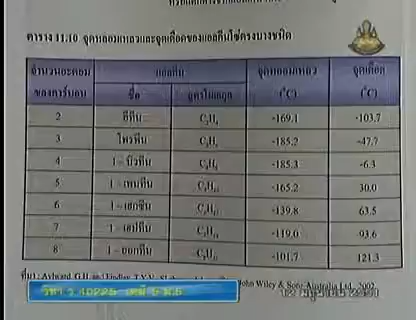 ตาราง 11.10 จุดหลอมเหลวและจุดเดือดของแอลคีนโซ่ตรงบางชนิด
จำนวนอะตอม ของคาร์บอน แอลคีน จุดหลอมเหลว (°C) จุดเดือด (°C)
ชื่อ สูตรโมเลกุล
2 อีทีน C₂H₄ -169.1 -103.7
3 โพรพีน C₃H₆ -185.2 -47.7
4 1 - บิวทีน C₄H₈ -185.3 -6.3
5 1 - เพนทีน C₅H₁₀ -165.2 30.0
6 1 - เฮกซีน C₆H₁₂ -139.8 63.5
7 1 - เฮปทีน C₇H₁₄ -119.0 93.6
8 1 - ออกทีน C₈H₁₆ -101.7 121.3
ที่มา : Aylward, G.H. and Findlay, T.V.V. John Wiley & Sons Australia Ltd., 2002
วิชา ว 40225 เคมี 5 ม.6